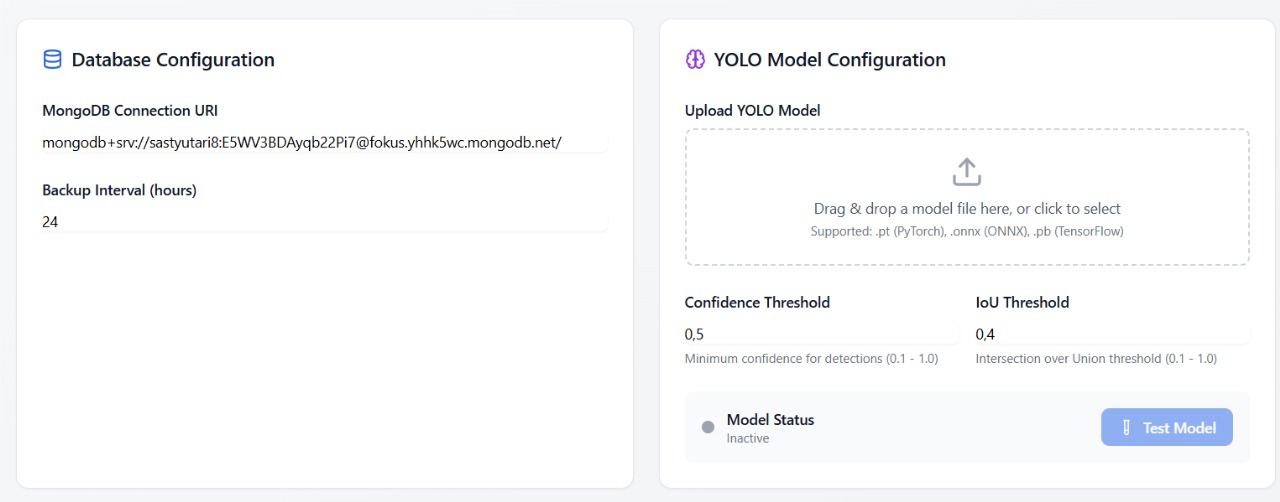 Database Configuration
MongoDB Connection URI
mongodb+srv://sastyutari8:E5WV3BDAyqb22Pi7@fokus.yhhk5wc.mongodb.net/
Backup Interval (hours)
24
YOLO Model Configuration
Upload YOLO Model
Drag & drop a model file here, or click to select
Supported: .pt (PyTorch), .onnx (ONNX), .pb (TensorFlow)
Confidence Threshold
0,5
Minimum confidence for detections (0.1 - 1.0)
IoU Threshold
0,4
Intersection over Union threshold (0.1 - 1.0)
Model Status
Inactive
Test Model